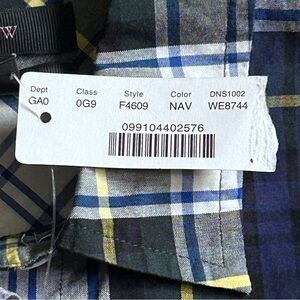 W
Dept Class Style Color DNS1002
GA0 0G9 F4609 NAV WE8744
099104402576